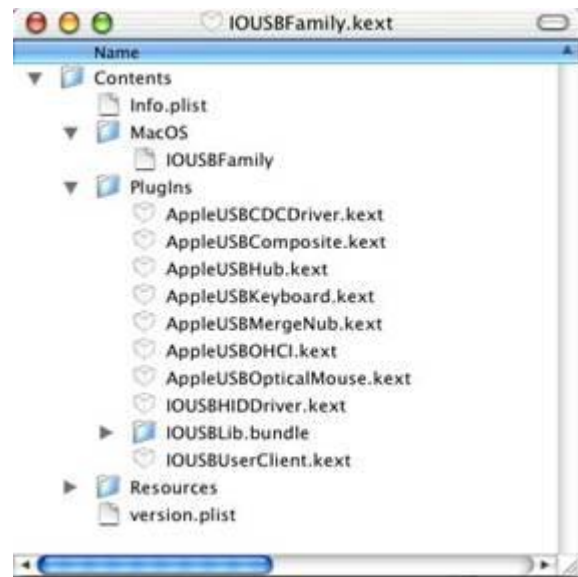 IOUSBFamily.kext
Name
Contents
Info.plist
MacOS
IOUSBFamily
PlugIns
AppleUSBCDCDriver.kext
AppleUSBComposite.kext
AppleUSBHub.kext
AppleUSBKeyboard.kext
AppleUSBMergeNub.kext
AppleUSBOHCI.kext
AppleUSBOpticalMouse.kext
IOUSBHIDDriver.kext
IOUSBLib.bundle
IOUSBUserClient.kext
Resources
version.plist